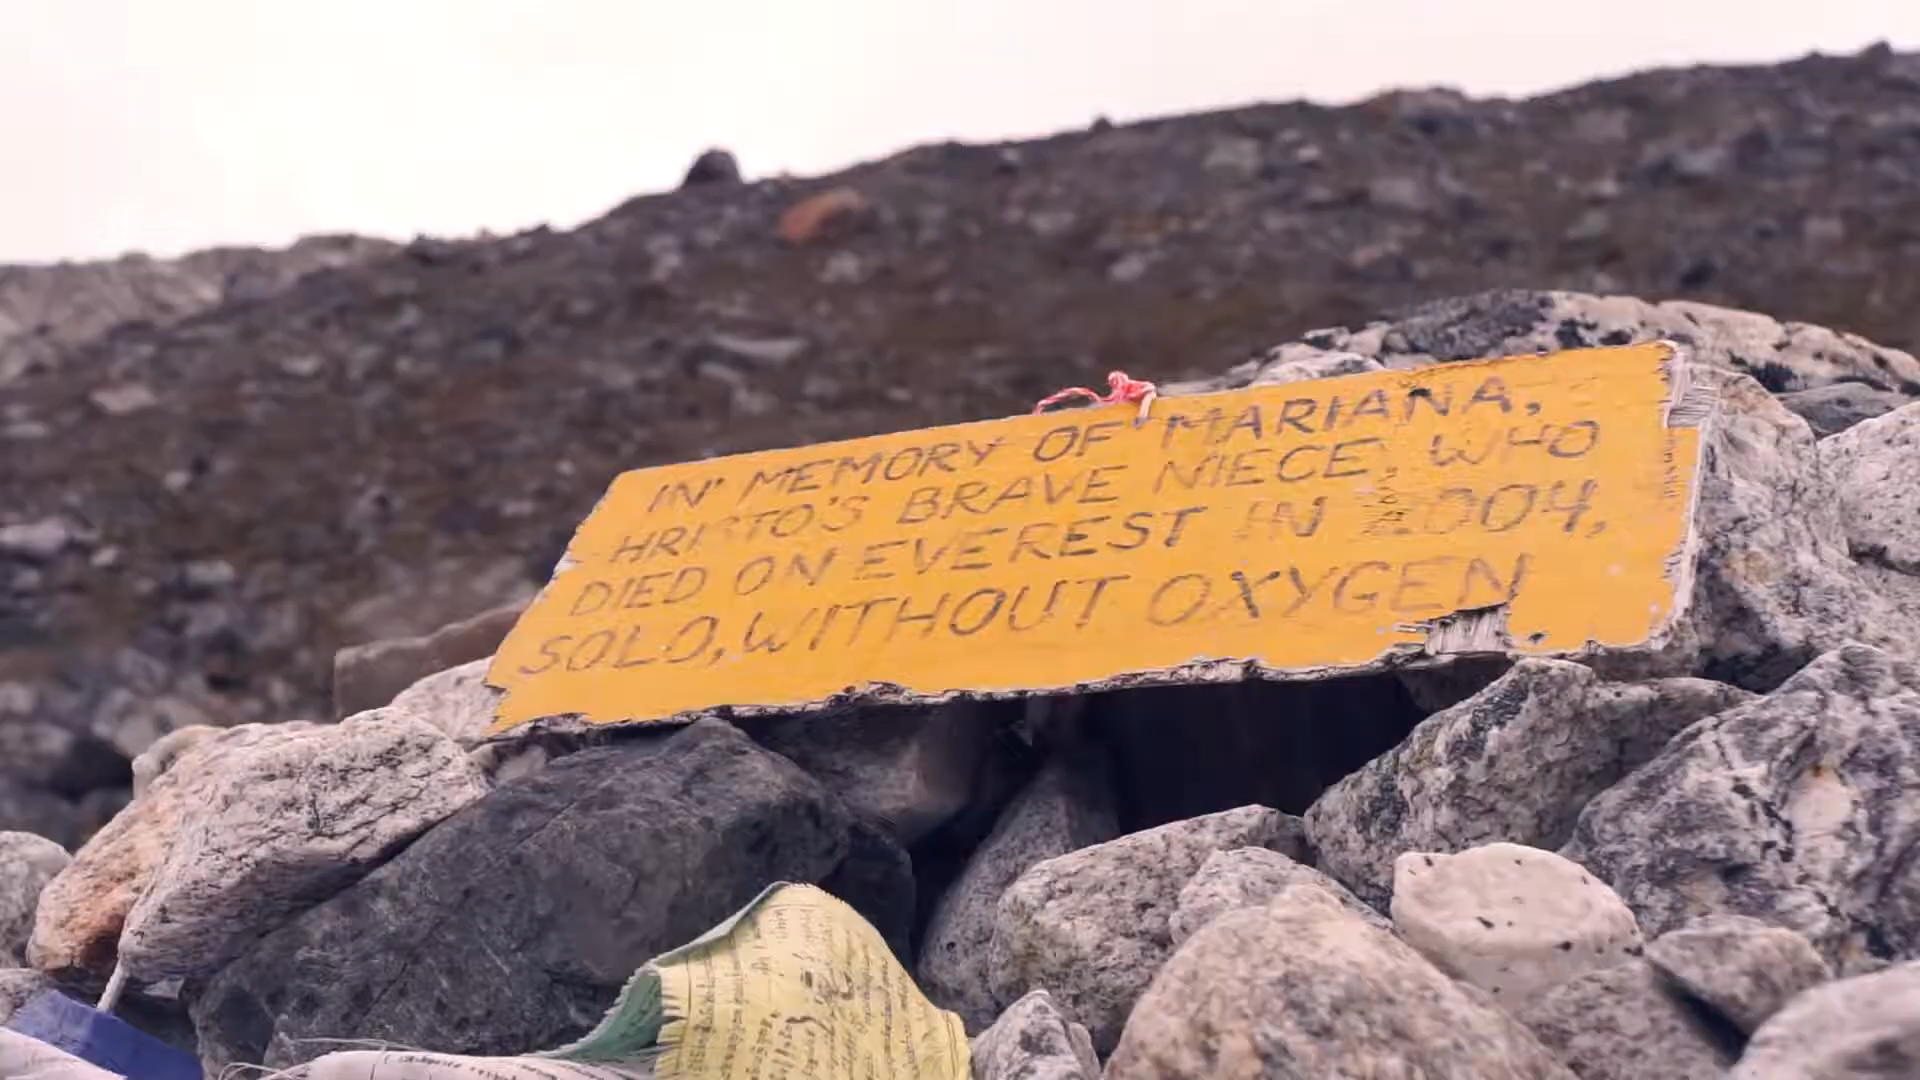 IN MEMORY OF MARIANA,
HRISTO'S BRAVE NIECE, WHO
DIED ON EVEREST IN 2004,
SOLO, WITHOUT OXYGEN